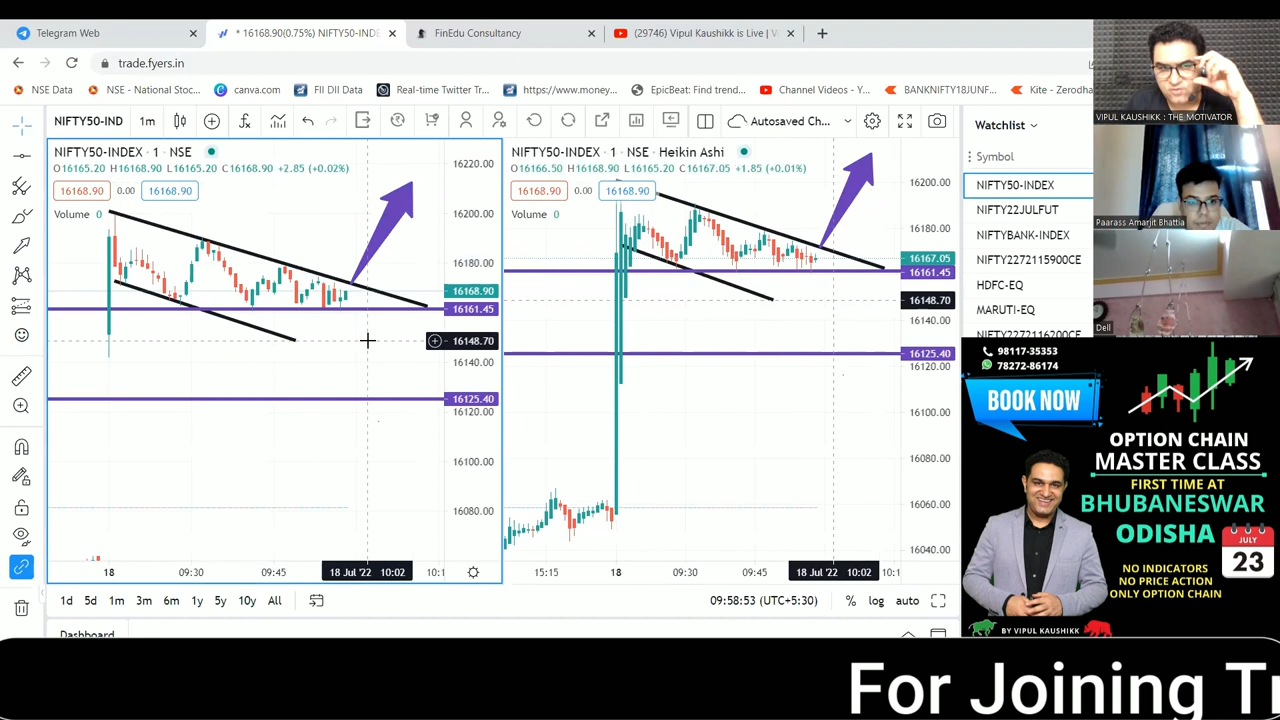 Telegram Web
* 16168.90(0.75%) NIFTY50-INDE
FinEdu Consultancy
(29746) Vipul Kaushikk is Live | V
trade.fyers.in
NSE Data
NSE - National Stoc...
canva.com
FII DII Data
Epicset: Find trend...
Channel Videos - Y...
BANKNIFTY18JUNF...
Kite - Zerodha
NIFTY50-IND
1m
Autosaved Ch...
NIFTY50-INDEX · 1 · NSE
O16165.20 H16168.90 L16165.20 C16168.90 +2.85 (+0.02%)
16168.90
0.00
16168.90
Volume 0
16220.00
16200.00
16180.00
16168.90
16161.45
16148.70
16140.00
16125.40
16120.00
16100.00
16080.00
18
09:30
09:45
18 Jul '22 10:02
10:1
NIFTY50-INDEX · 1 · NSE Heikin Ashi
O16166.50 H16168.90 L16165.20 C16167.05 +1.85 (+0.01%)
16168.90
0.00
16168.90
Volume 0
16200.00
16180.00
16167.05
16161.45
16148.70
16140.00
16125.40
16120.00
16100.00
16080.00
16060.00
16040.00
18
09:30
09:45
18 Jul '22 10:02
10:1
1d 5d 1m 3m 6m 1y 5y 10y All
09:58:53 (UTC+5:30)
% log auto
Dashboard
Watchlist
Symbol
NIFTY50-INDEX
NIFTY22JULFUT
NIFTYBANK-INDEX
NIFTY2272115900CE
HDFC-EQ
MARUTI-EQ
NIFTY2272116200CE
VIPUL KAUSHIKK : THE MOTIVATOR
Paarass Amarjit Bhattia
Dell
98117-35353
78272-86174
BOOK NOW
OPTION CHAIN
MASTER CLASS
FIRST TIME AT
BHUBANESWAR
ODISHA
JULY
23
NO INDICATORS
NO PRICE ACTION
ONLY OPTION CHAIN
BY VIPUL KAUSHIKK
For Joining Tr